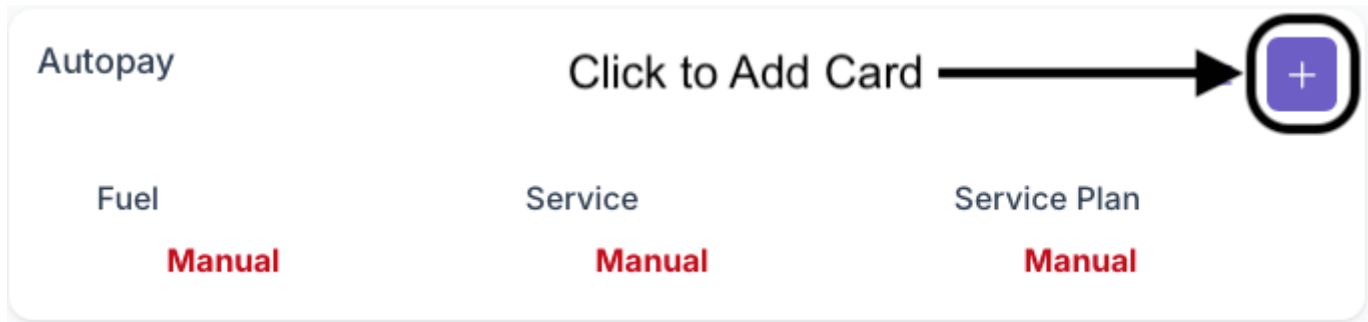 Autopay
Click to Add Card
+
Fuel
Service
Service Plan
Manual
Manual
Manual